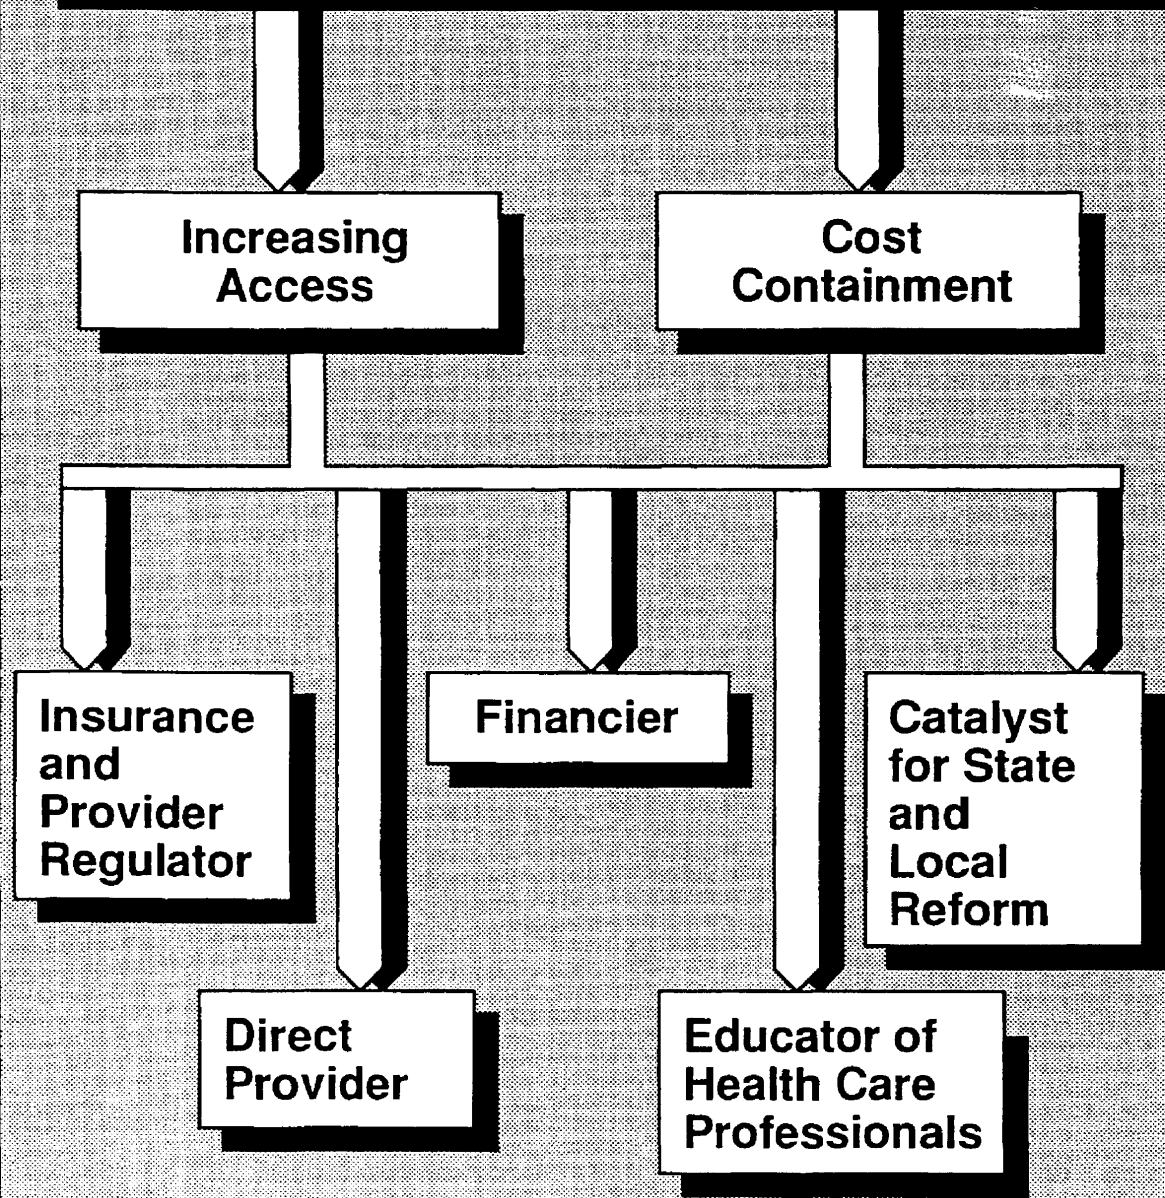 Increasing
Access
Cost
Containment
Insurance
and
Provider
Regulator
Financier
Catalyst
for State
and
Local
Reform
Direct
Provider
Educator of
Health Care
Professionals